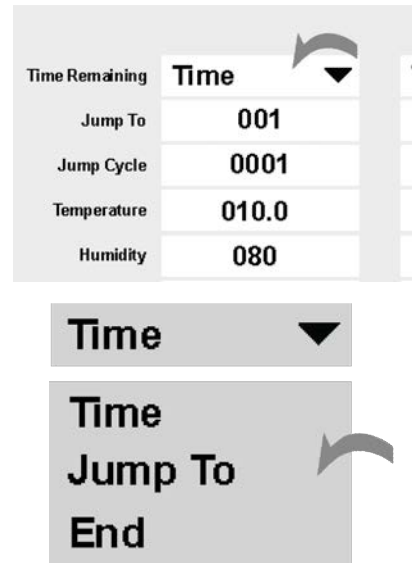 Time Remaining Time
Jump To 001
Jump Cycle 0001
Temperature 010.0
Humidity 080
Time
Time
Jump To
End